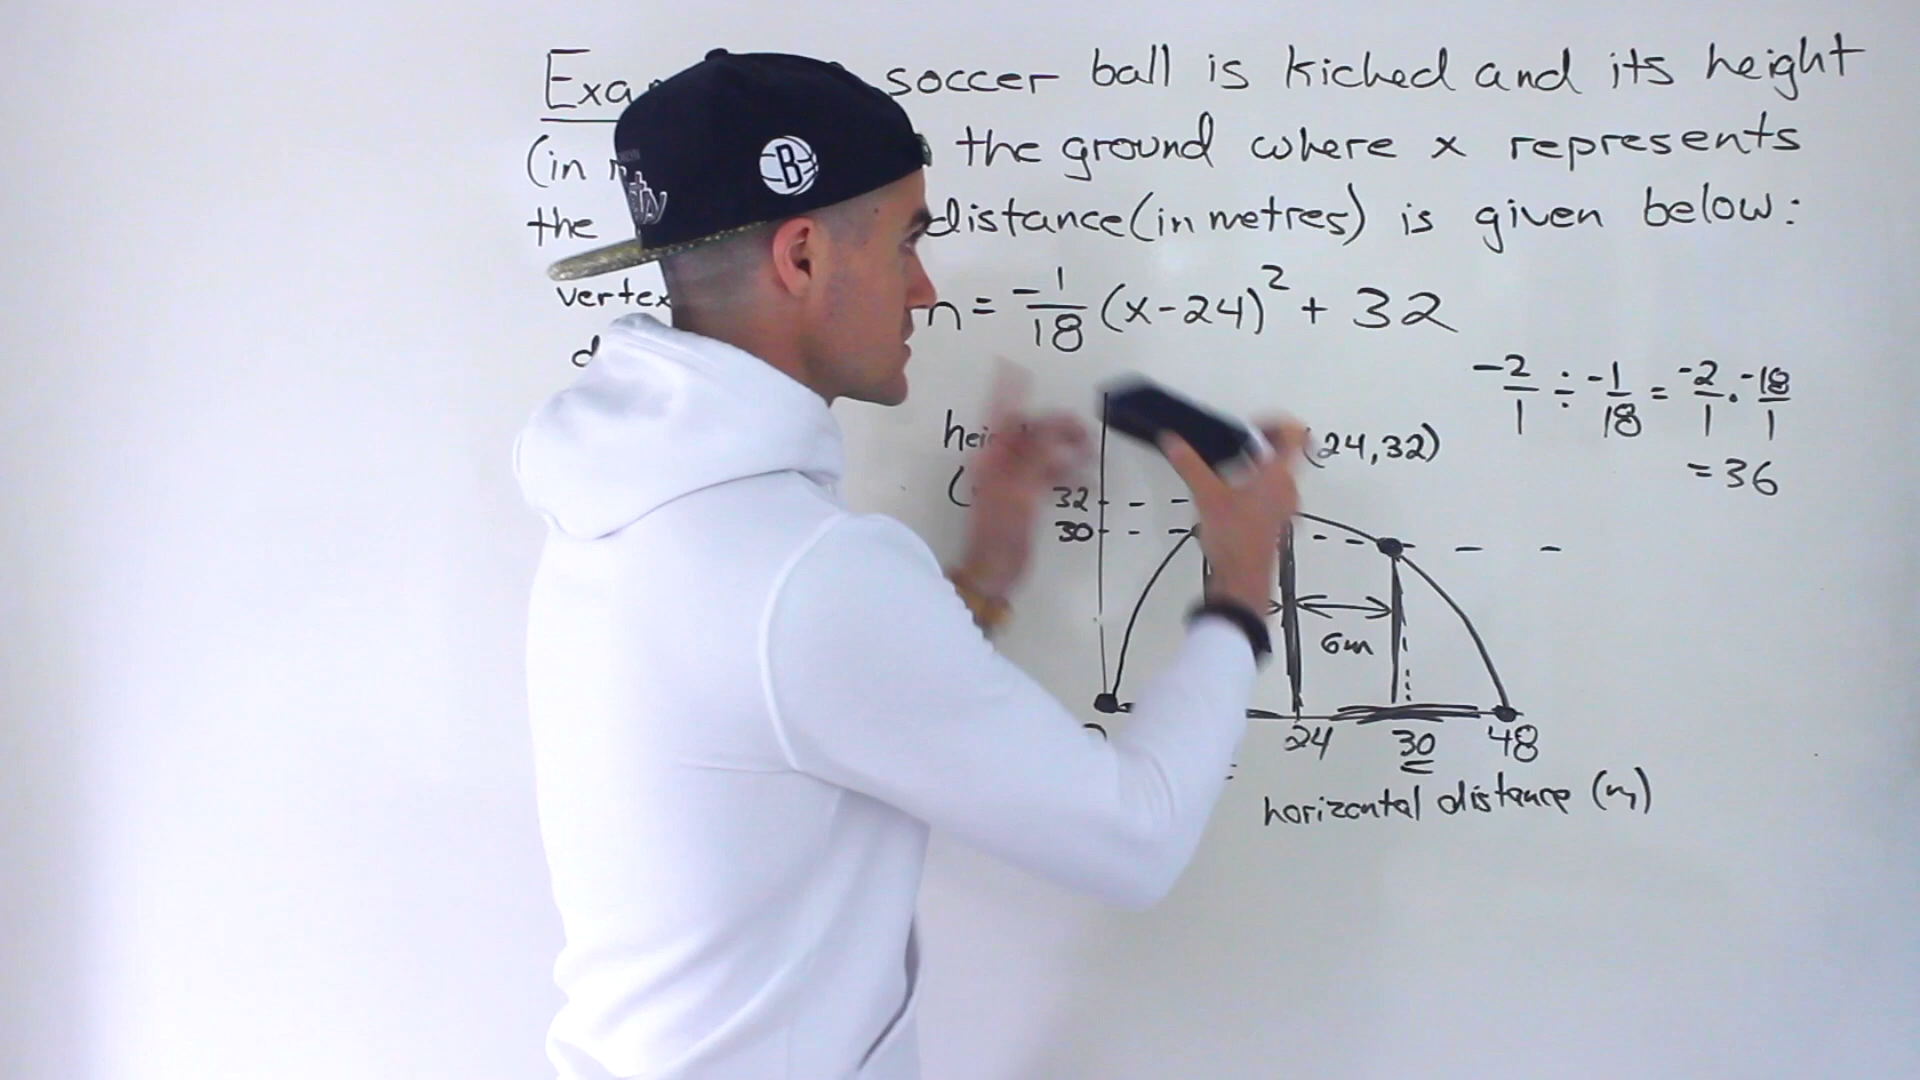 Exa soccer ball is kicked and its height
(in the ground where x represents
the distance (in metres) is given below:
vertex
= -1/18 (x-24)² + 32
-2/1 ÷ -1/18 = -2/1 · -18/1
= 36
(24,32)
32
30
6m
24 30 48
horizontal distance (m)
B